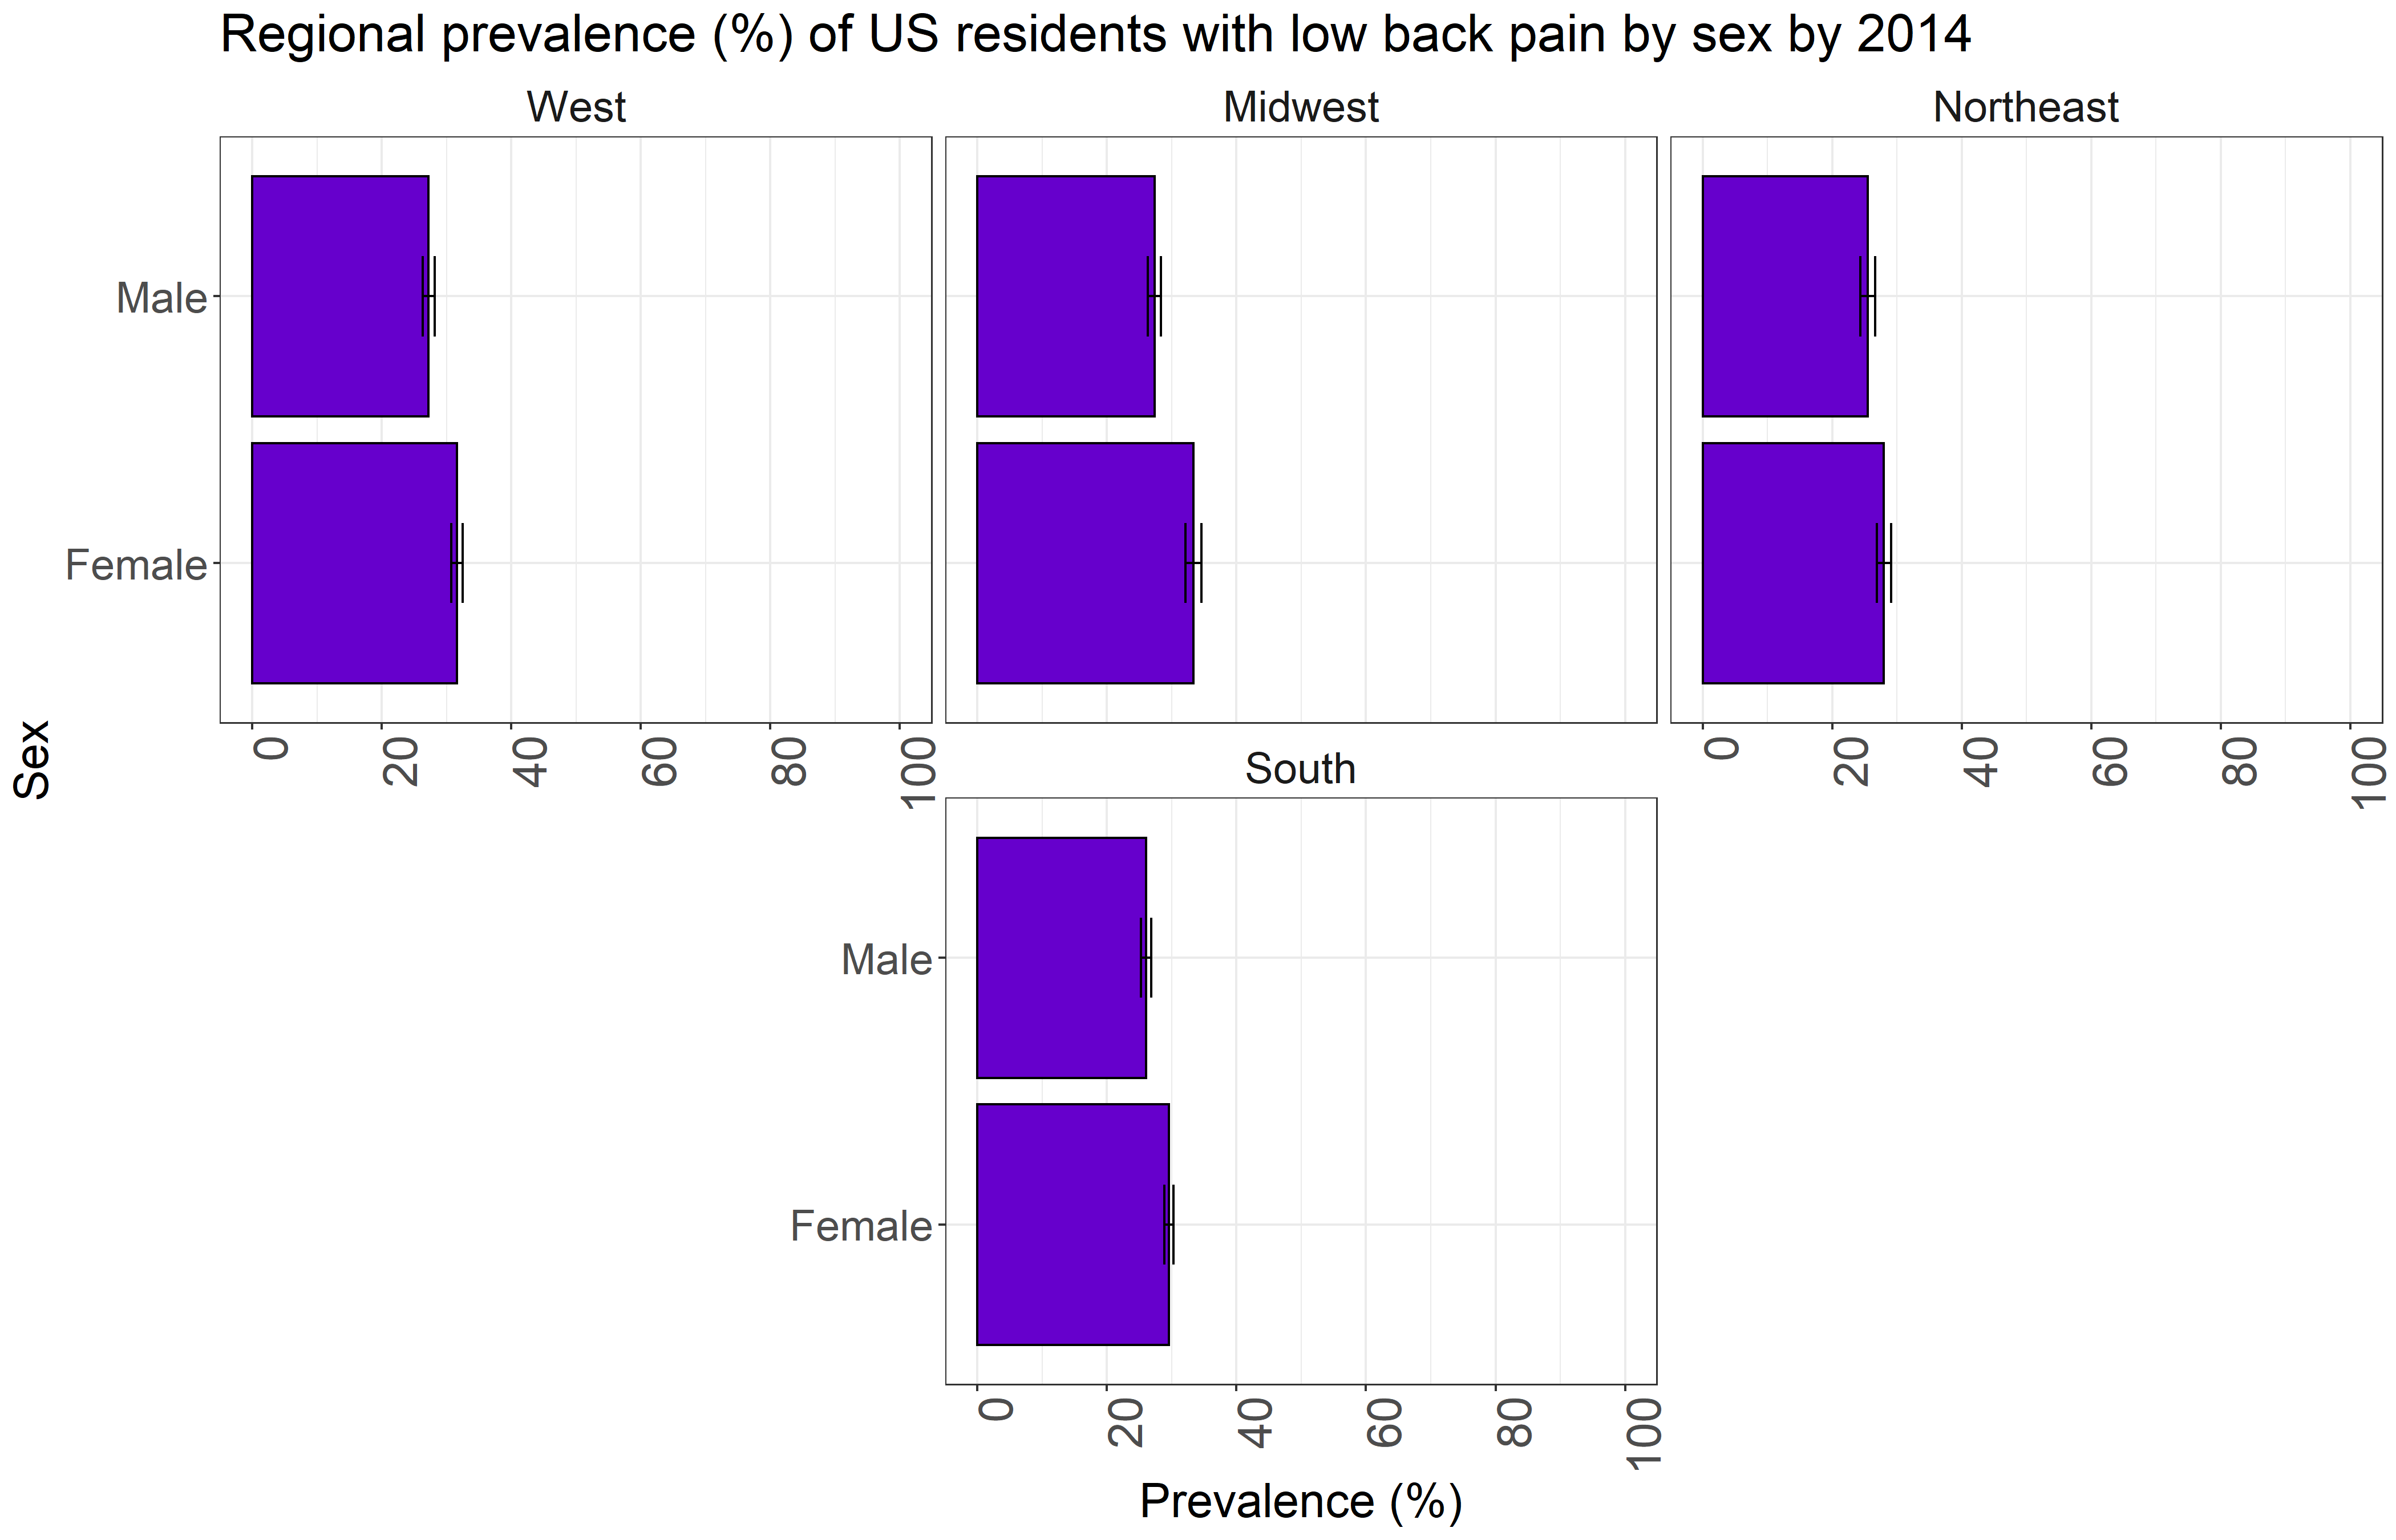 Regional prevalence (%) of US residents with low back pain by sex by 2014
West
Midwest
Northeast
Male
Female
0 20 40 60 80 100
0 20 40 60 80 100
Sex
South
Male
Female
0 20 40 60 80 100
Prevalence (%)